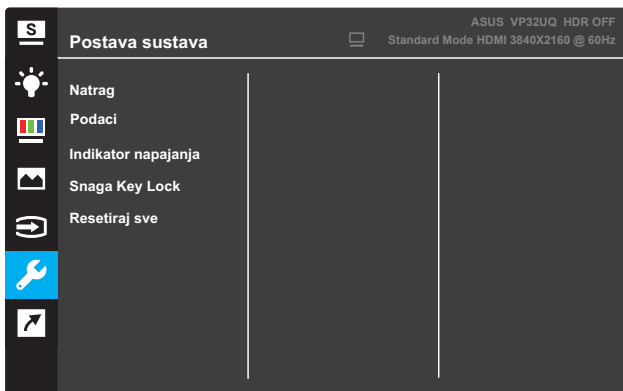 S
ASUS VP32UQ HDR OFF
Postava sustava
Standard Mode HDMI 3840X2160 @ 60Hz
Natrag
Podaci
Indikator napajanja
Snaga Key Lock
Resetiraj sve